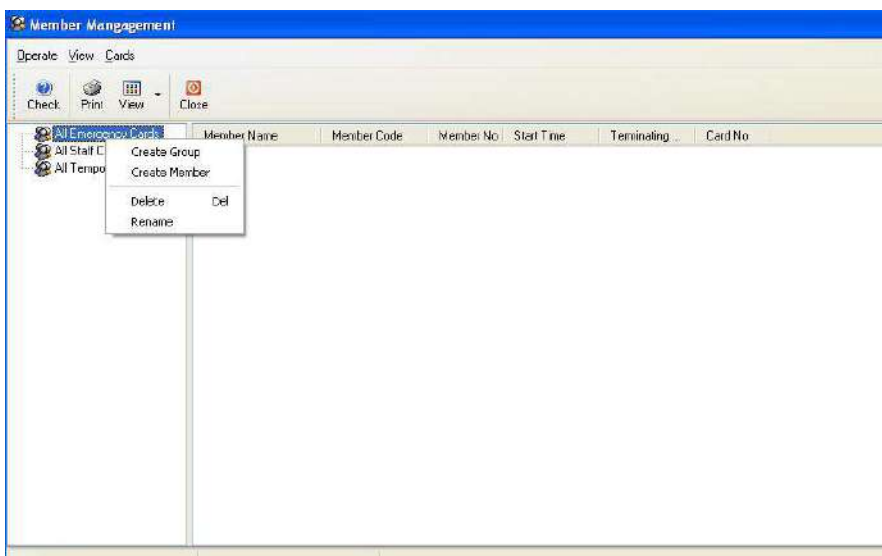 Member Mangagement
Operate View Cards
Check Print View Close
All Emergency Cards
All Staff C
All Tempo
Create Group
Create Member
Delete Del
Rename
Member Name Member Code Member No Start Time Terminating ... Card No